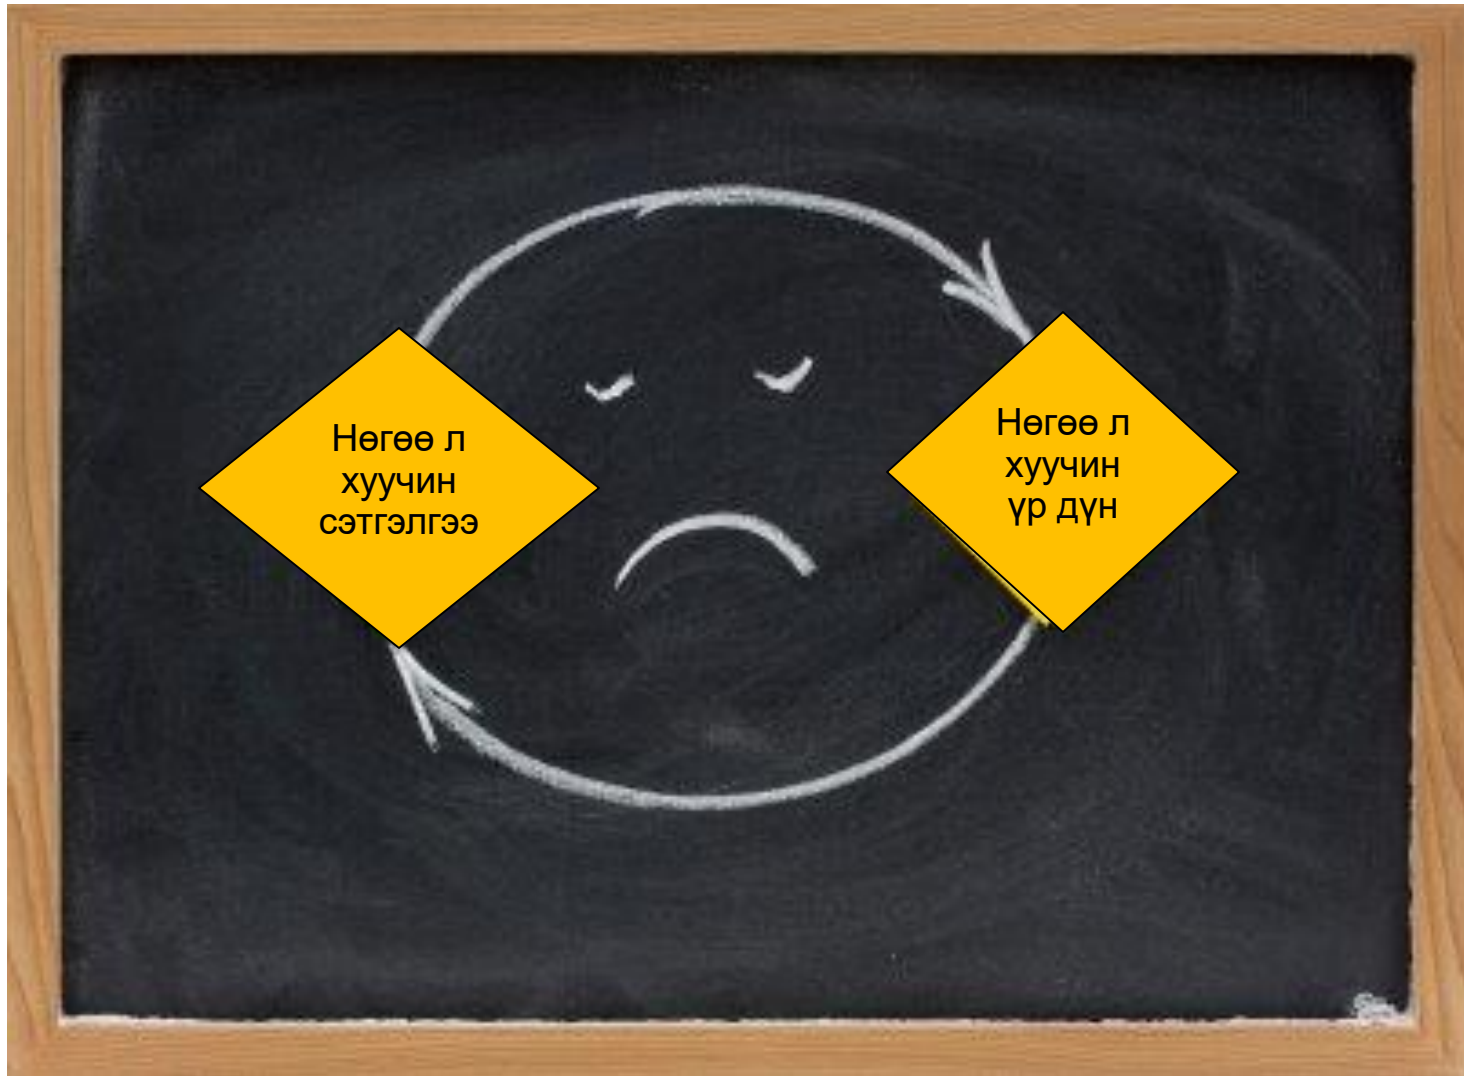 Нөгөө л
хуучин
сэтгэлгээ
Нөгөө л
хуучин
үр дүн